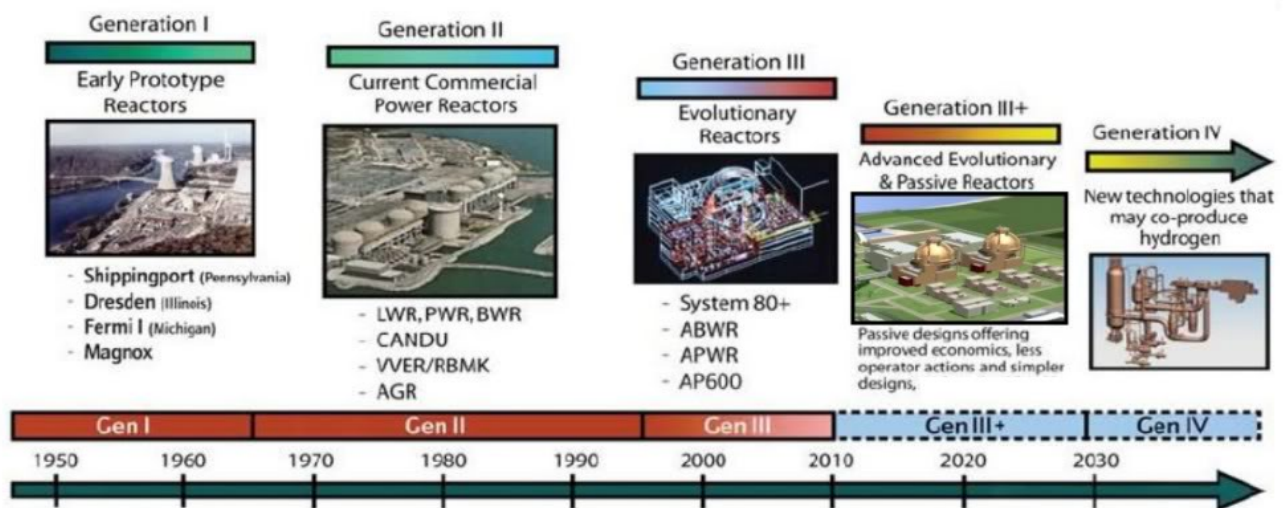 Generation I
Early Prototype
Reactors
- Shippingport (Pennsylvania)
- Dresden (Illinois)
- Fermi I (Michigan)
- Magnox
Generation II
Current Commercial
Power Reactors
- LWR, PWR, BWR
- CANDU
- VVER/RBMK
- AGR
Generation III
Evolutionary
Reactors
- System 80+
- ABWR
- APWR
- AP600
Generation III+
Advanced Evolutionary
& Passive Reactors
Passive designs offering
improved economics, less
operator actions and simpler
designs,
Generation IV
New technologies that
may co-produce
hydrogen
Gen I
Gen II
Gen III
Gen III+
Gen IV
1950 1960 1970 1980 1990 2000 2010 2020 2030